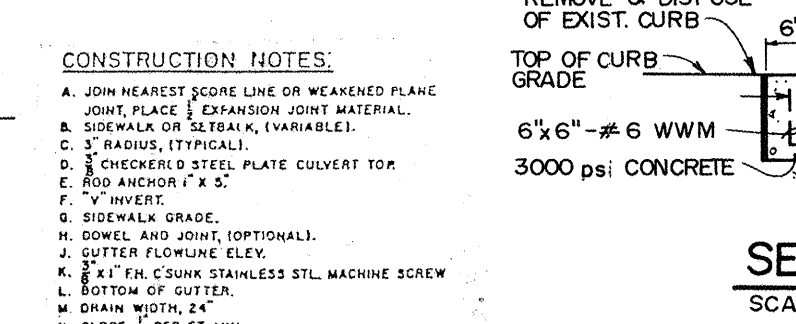 CONSTRUCTION NOTES:
A. JOIN NEAREST SCORE LINE OR WEAKENED PLANE
JOINT, PLACE 1/2" EXPANSION JOINT MATERIAL.
B. SIDEWALK OR SETBACK, (VARIABLE).
C. 3" RADIUS, (TYPICAL).
D. 3/8" CHECKERED STEEL PLATE CULVERT TOP.
E. ROD ANCHOR 1" X 5".
F. "V" INVERT.
G. SIDEWALK GRADE.
H. DOWEL AND JOINT, (OPTIONAL).
J. GUTTER FLOWLINE ELEV.
K. 3/8" X 1" F.H. C'SUNK STAINLESS STL. MACHINE SCREW
L. BOTTOM OF GUTTER.
M. DRAIN WIDTH, 24"
REMOVE & DISPOSE
OF EXIST. CURB
TOP OF CURB
GRADE
6"
6"x6"-#6 WWM
3000 psi CONCRETE
SE
SCA